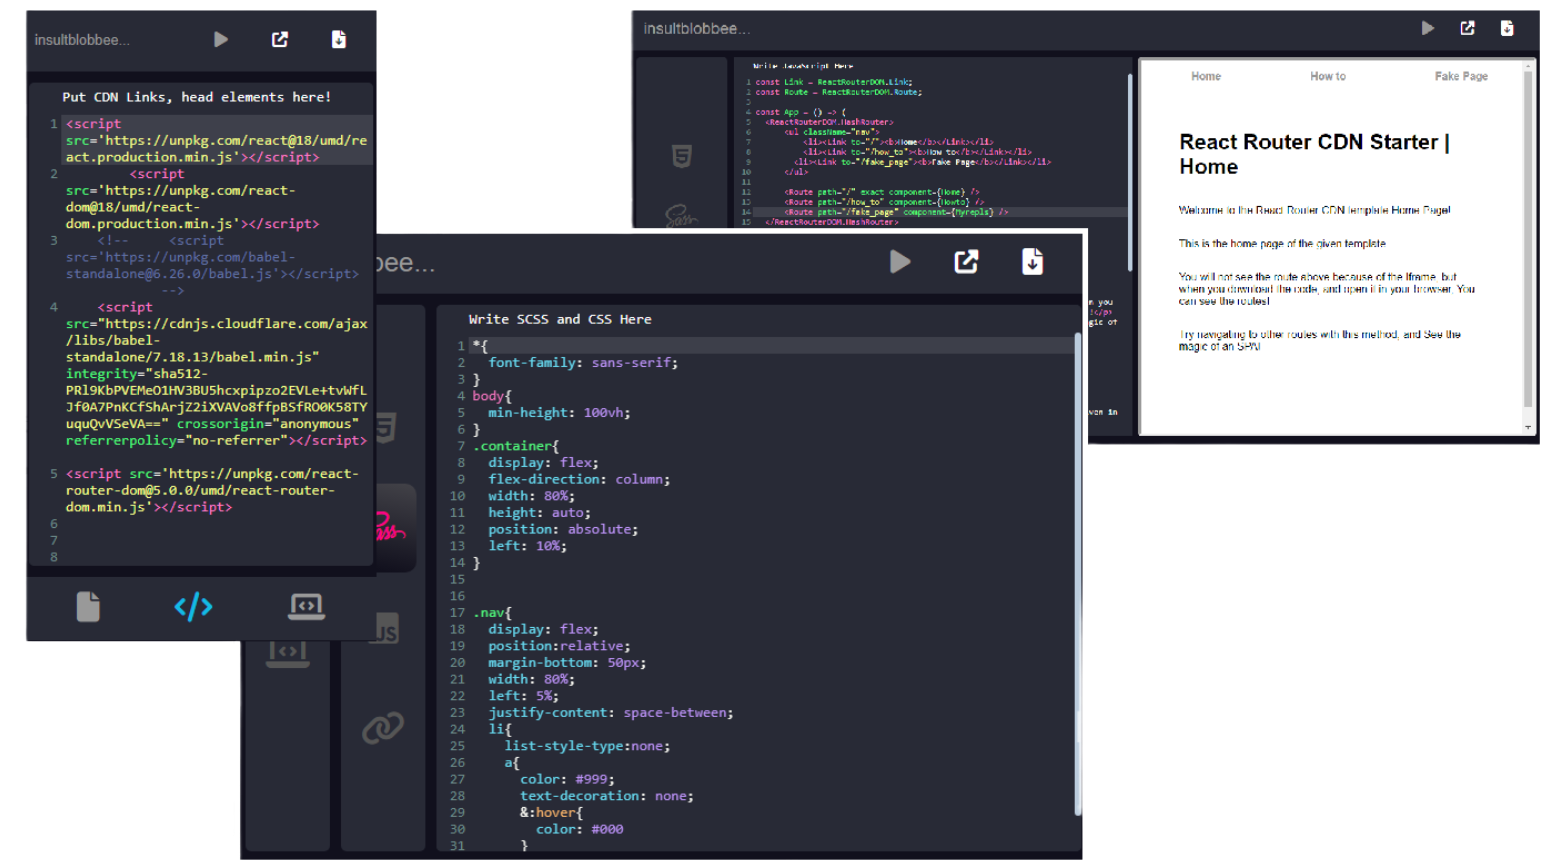 insultblobbee...
Put CDN Links, head elements here!
1 <script
src='https://unpkg.com/react@18/umd/re
act.production.min.js'></script>
2 <script
src='https://unpkg.com/react-
dom@18/umd/react-
dom.production.min.js'></script>
3 <!-- <script
src='https://unpkg.com/babel-
standalone@6.26.0/babel.js'></script>
-->
4 <script
src="https://cdnjs.cloudflare.com/ajax
/libs/babel-
standalone/7.18.13/babel.min.js"
integrity="sha512-
PRl9KbPVEMeO1HV3BU5hcxpipzo2EVLe+tvWfL
Jf0A7PnKCfShArjZ2iXVAVo8ffpBSfRO0K58TY
uquQvVSeVA==" crossorigin="anonymous"
referrerpolicy="no-referrer"></script>
5 <script src='https://unpkg.com/react-
router-dom@5.0.0/umd/react-router-
dom.min.js'></script>
6
7
8
insultblobbee...
Write JavaScript Here
1 const Link = ReactRouterDOM.Link;
2 const Route = ReactRouterDOM.Route;
3
4 const App = () => (
5 <ReactRouterDOM.HashRouter>
6 <ul className="nav">
7 <li><Link to="/"><b>Home</b></Link></li>
8 <li><Link to="/how_to"><b>How to</b></Link></li>
9 <li><Link to="/fake_page"><b>Fake Page</b></Link></li>
10 </ul>
11
12 <Route path="/" exact component={Home} />
13 <Route path="/how_to" component={Howto} />
14 <Route path="/fake_page" component={Myrepls} />
15 </ReactRouterDOM.HashRouter>
n you
!</p>
gic of
ven in
Home How to Fake Page
React Router CDN Starter |
Home
Welcome to the React Router CDN template Home Page!
This is the home page of the given template
You will not see the route above because of the Iframe, but
when you download the code, and open it in your browser, You
can see the routes!
Try navigating to other routes with this method, and See the
magic of an SPA!
bee...
Write SCSS and CSS Here
1 *{
2 font-family: sans-serif;
3 }
4 body{
5 min-height: 100vh;
6 }
7 .container{
8 display: flex;
9 flex-direction: column;
10 width: 80%;
11 height: auto;
12 position: absolute;
13 left: 10%;
14 }
15
16
17 .nav{
18 display: flex;
19 position:relative;
20 margin-bottom: 50px;
21 width: 80%;
22 left: 5%;
23 justify-content: space-between;
24 li{
25 list-style-type:none;
26 a{
27 color: #999;
28 text-decoration: none;
29 &:hover{
30 color: #000
31 }
Sass
JS